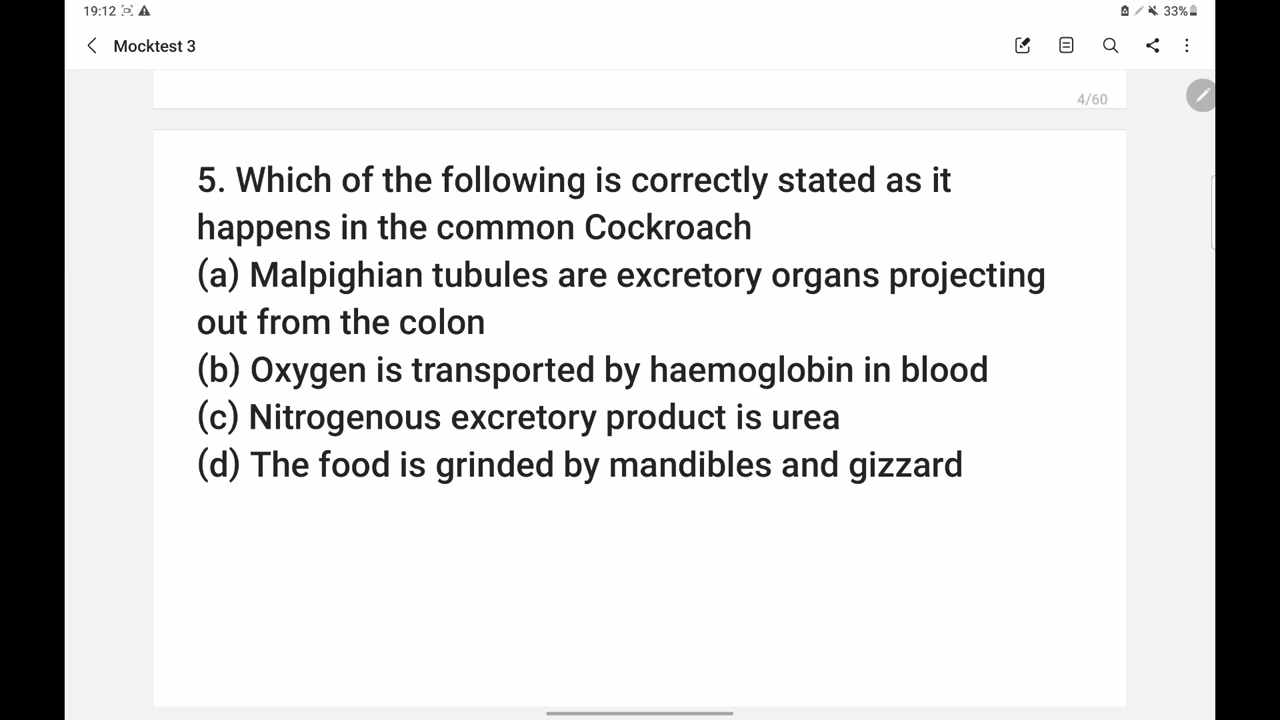 19:12 33%
Mocktest 3
4/60
5. Which of the following is correctly stated as it
happens in the common Cockroach
(a) Malpighian tubules are excretory organs projecting
out from the colon
(b) Oxygen is transported by haemoglobin in blood
(c) Nitrogenous excretory product is urea
(d) The food is grinded by mandibles and gizzard